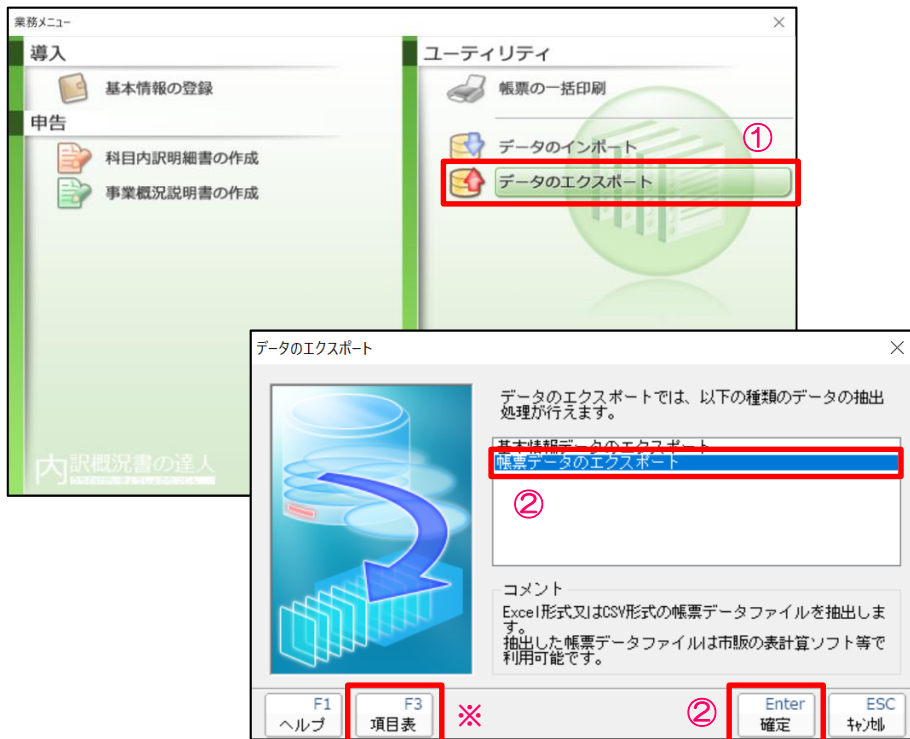 業務メニュー
導入
基本情報の登録
申告
科目内訳明細書の作成
事業概況説明書の作成
内訳概況書の達人
ユーティリティ
帳票の一括印刷
データのインポート
①
データのエクスポート
データのエクスポート
データのエクスポートでは、以下の種類のデータの抽出
処理が行えます。
基本情報データのエクスポート
帳票データのエクスポート
②
コメント
Excel形式又はCSV形式の帳票データファイルを抽出しま
す。
抽出した帳票データファイルは市販の表計算ソフト等で
利用可能です。
F1
ヘルプ
F3
項目表
※
②
Enter
確定
ESC
キャンセル